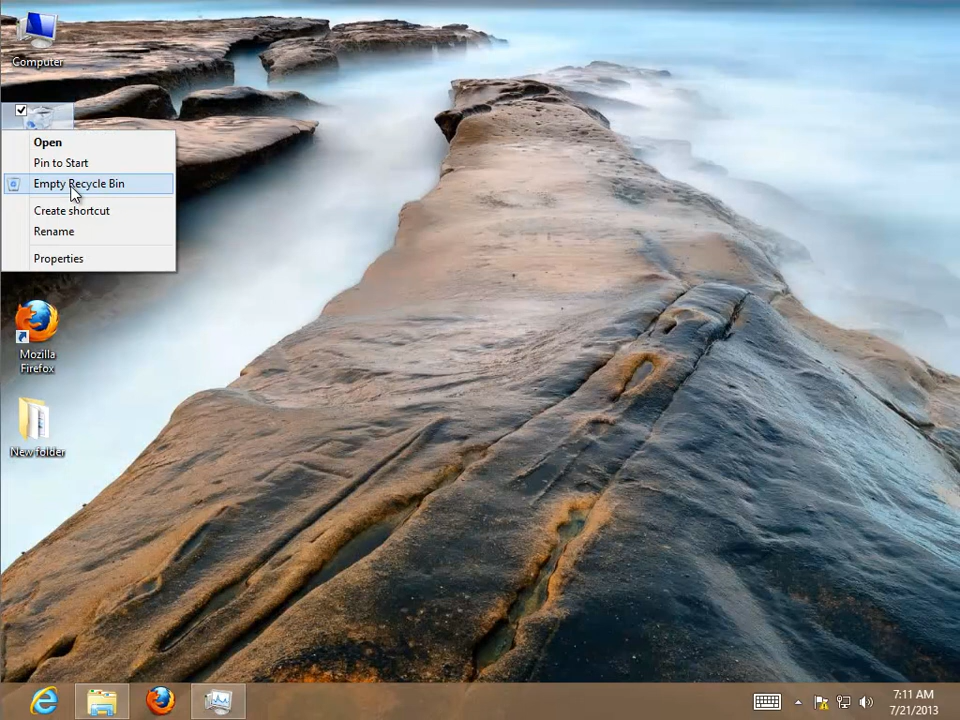 Computer
Open
Pin to Start
Empty Recycle Bin
Create shortcut
Rename
Properties
Mozilla
Firefox
New folder
7:11 AM
7/21/2013